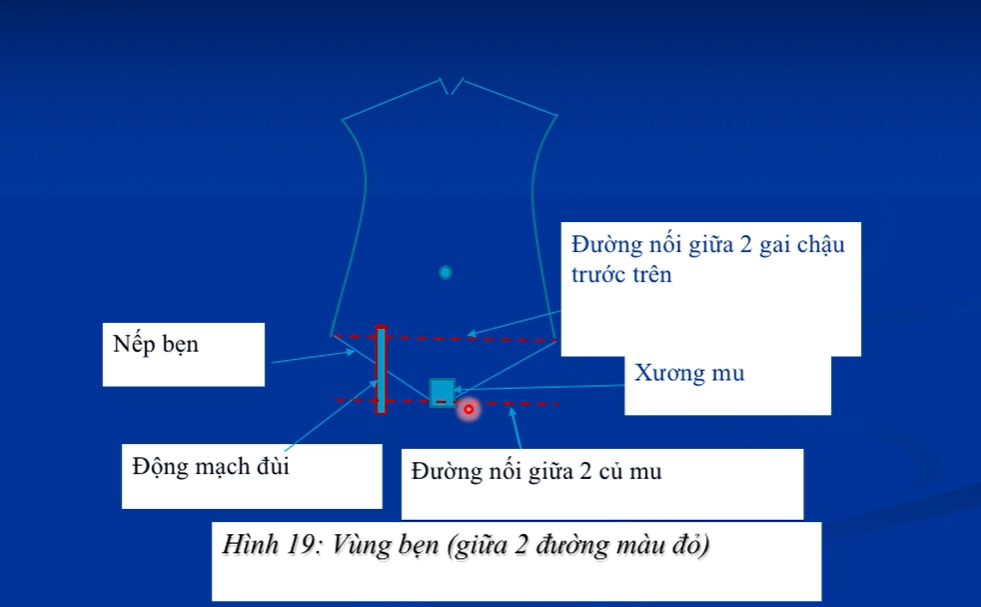 Đường nối giữa 2 gai chậu
trước trên
Nếp bẹn
Xương mu
Động mạch đùi
Đường nối giữa 2 củ mu
Hình 19: Vùng bẹn (giữa 2 đường màu đỏ)